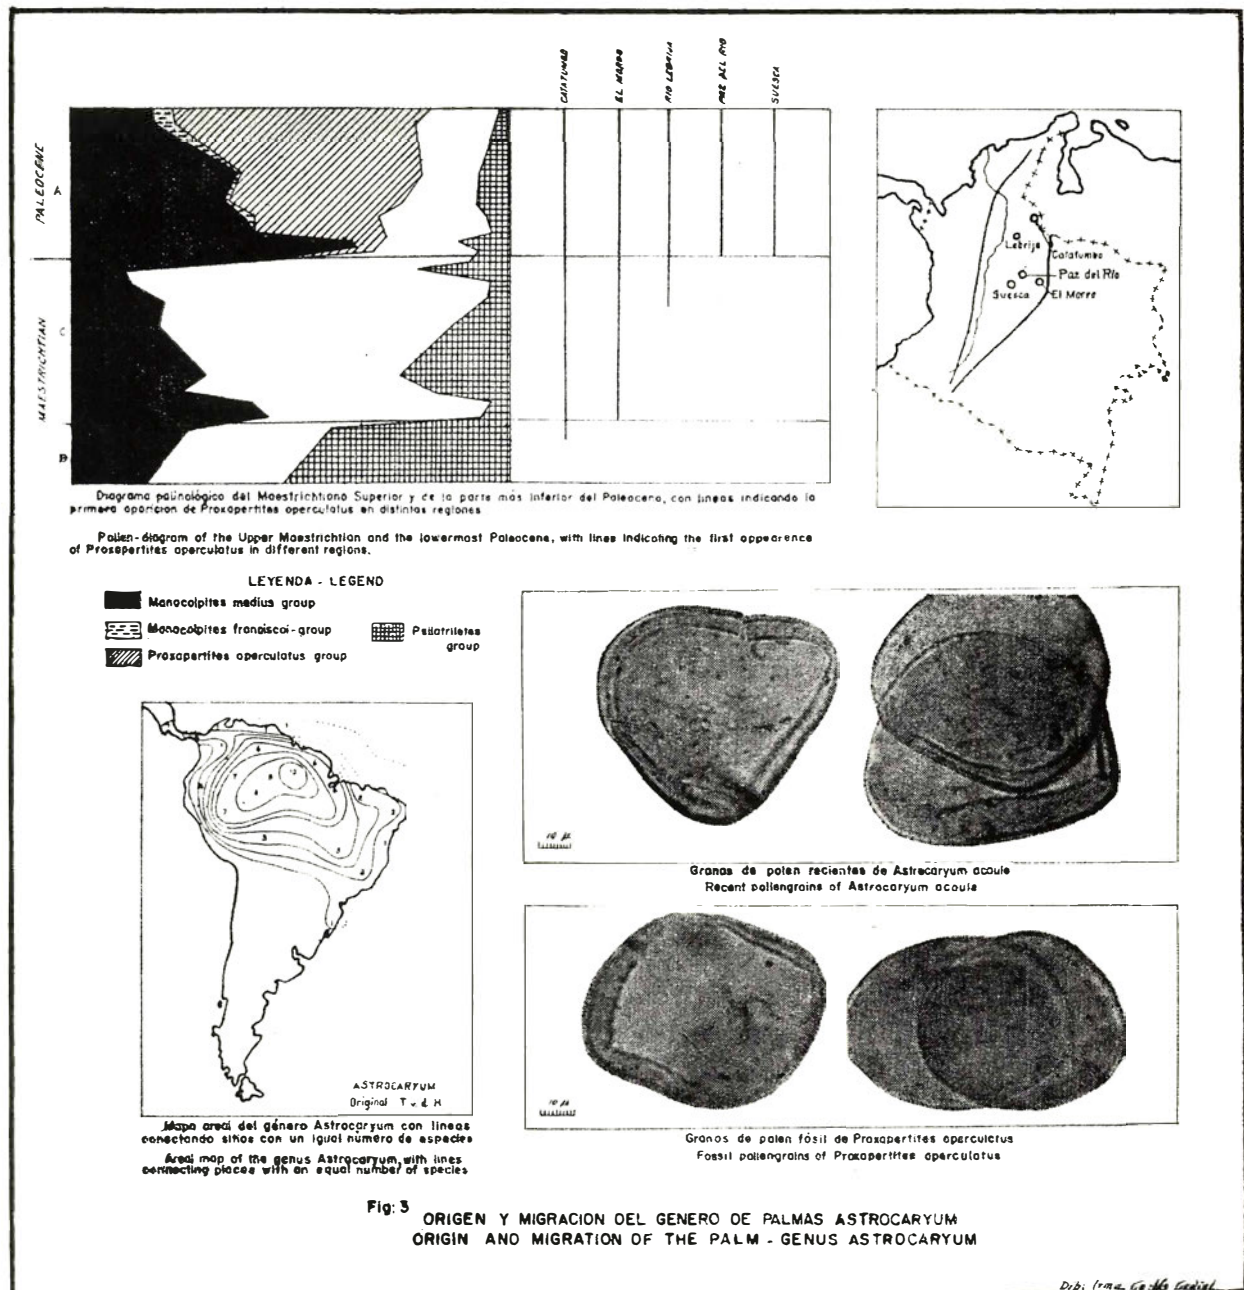 CATATUMBO
EL MORRO
RIO LEBRIJA
PAZ DEL RIO
SUESCA
PALEOCENE
A
MAESTRICHTIAN
C
B
Lebrija
Catatumbo
Paz del Río
Suesca
El Morro
Diagrama palinológico del Maestrichtiano Superior y de la parte más inferior del Paleoceno, con líneas indicando la
primera aparicion de Proxapertites operculatus en distintas regiones
Pollen-diagram of the Upper Maestrichtian and the lowermost Paleocene, with lines indicating the first appearence
of Proxapertites operculatus in different regions.
LEYENDA - LEGEND
Monocolpites medius group
Monocolpites franciscoi-group
Proxapertites operculatus group
Psilatriletes
group
ASTROCARYUM
Original T. v. d. H
Mapa areal del género Astrocaryum con líneas
conectando sitios con un igual número de especies
Areal map of the genus Astrocaryum, with lines
connecting places with an equal number of species
10 µ
Granos de polen recientes de Astrocaryum acaule
Recent pollengrains of Astrocaryum acaule
10 µ
Granos de polen fósil de Proxapertites operculatus
Fossil pollengrains of Proxapertites operculatus
Fig: 3
ORIGEN Y MIGRACION DEL GENERO DE PALMAS ASTROCARYUM
ORIGIN AND MIGRATION OF THE PALM - GENUS ASTROCARYUM
Dib: Irma